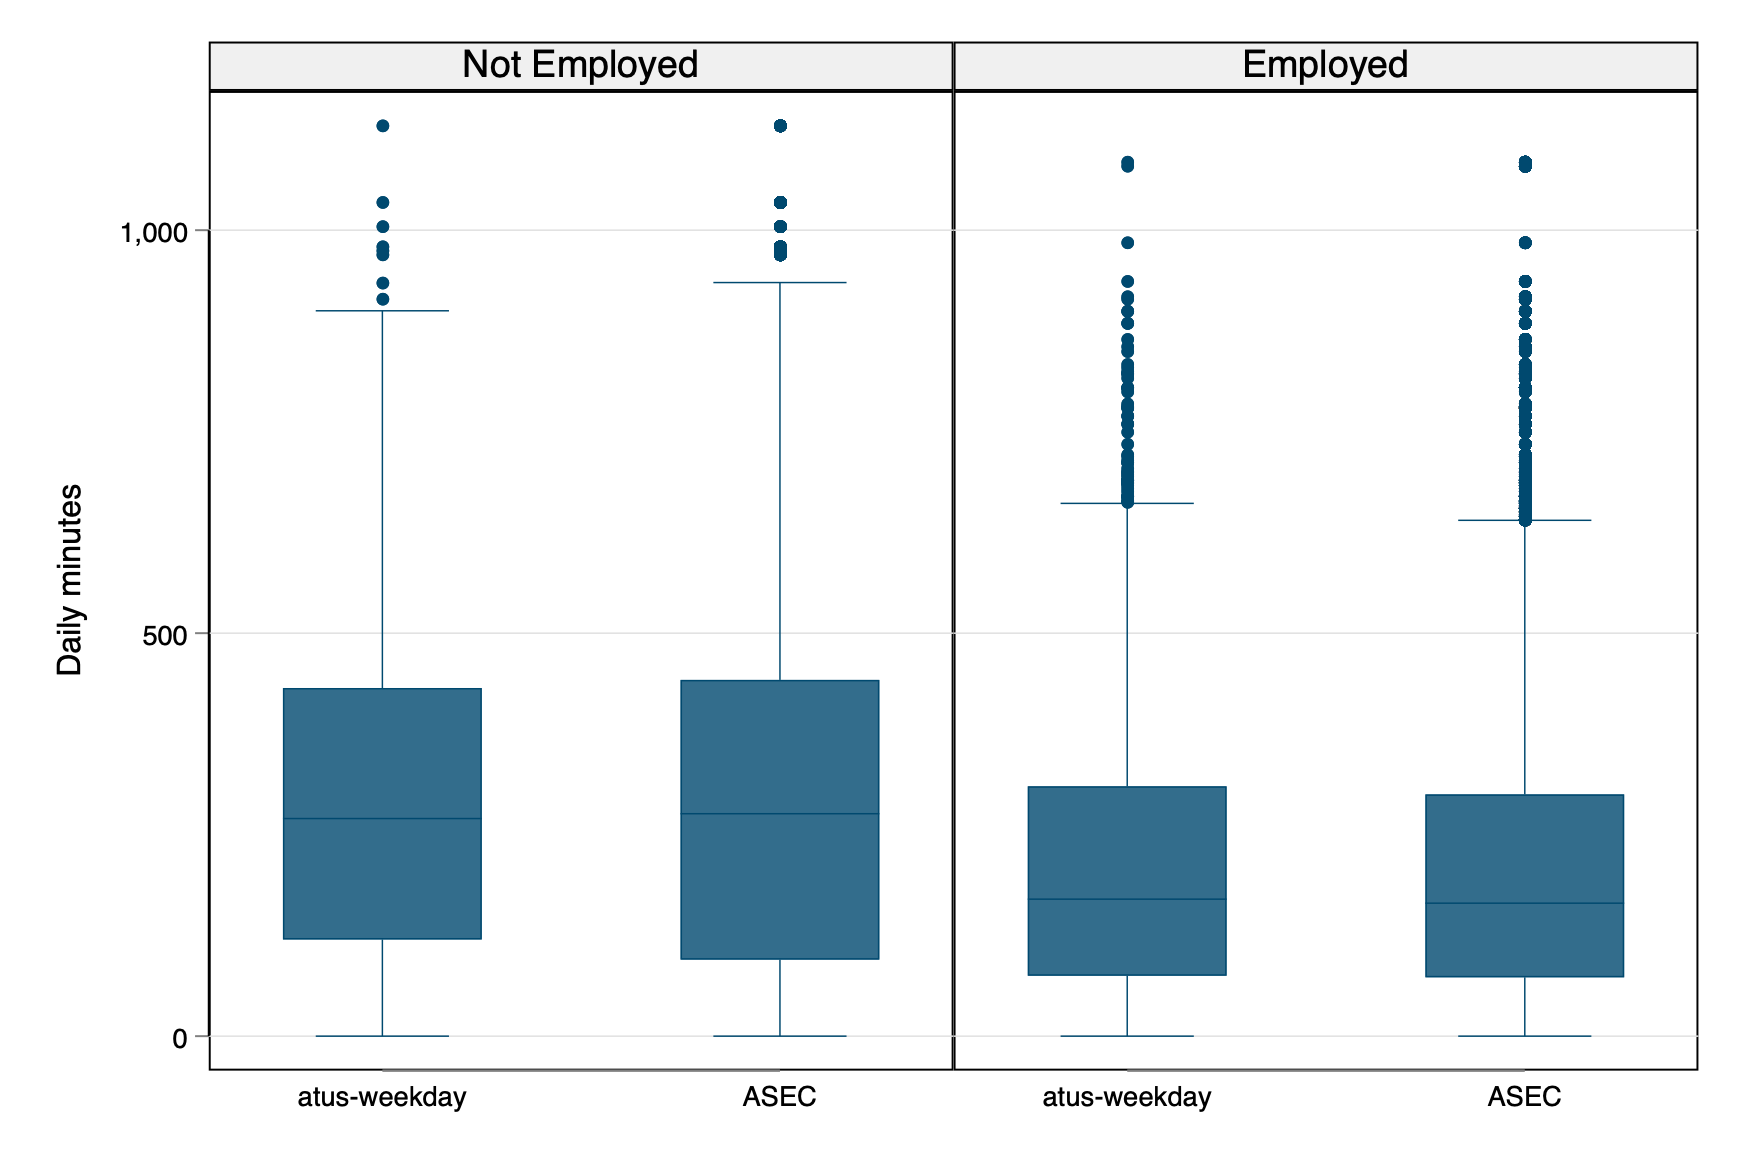 Not Employed
Employed
1,000
500
0
Daily minutes
atus-weekday
ASEC
atus-weekday
ASEC